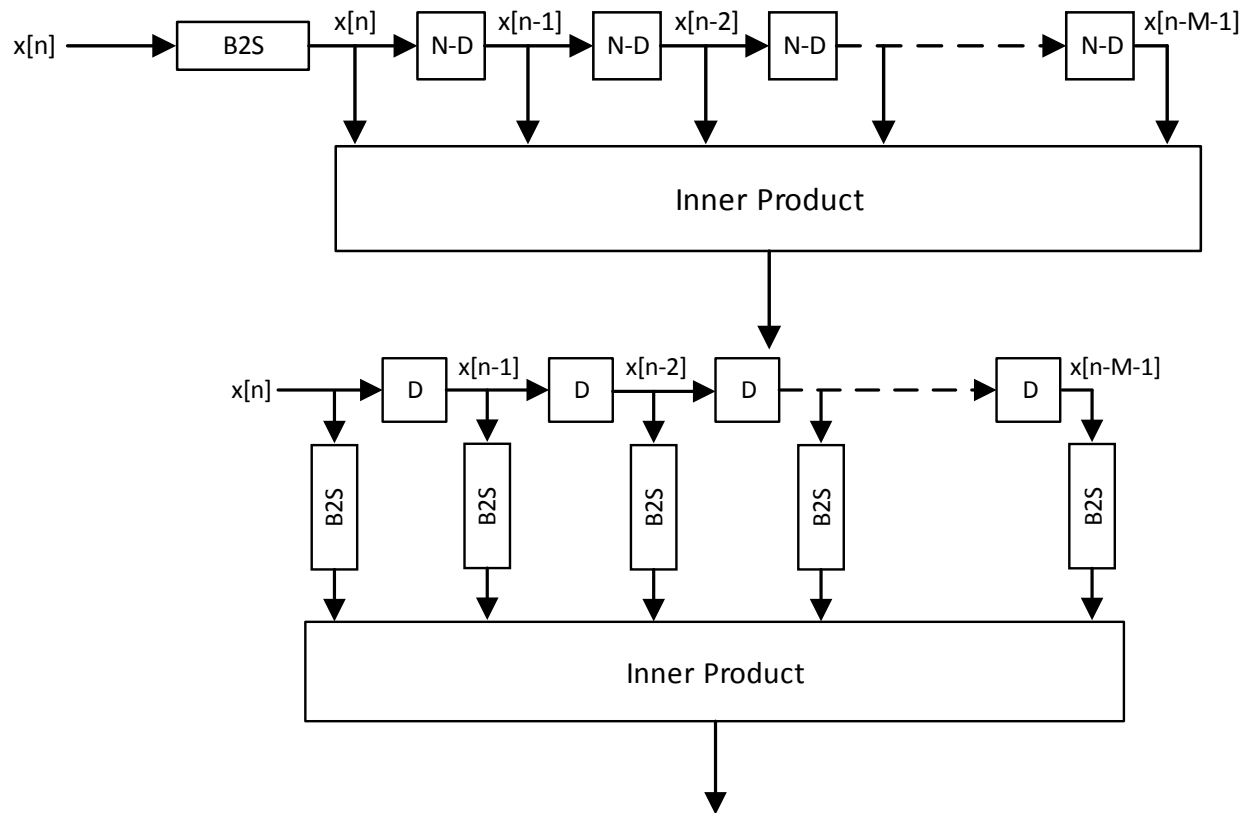 x[n] B2S x[n] N-D x[n-1] N-D x[n-2] N-D N-D x[n-M-1]
Inner Product
x[n] D x[n-1] D x[n-2] D D x[n-M-1]
B2S B2S B2S B2S B2S
Inner Product